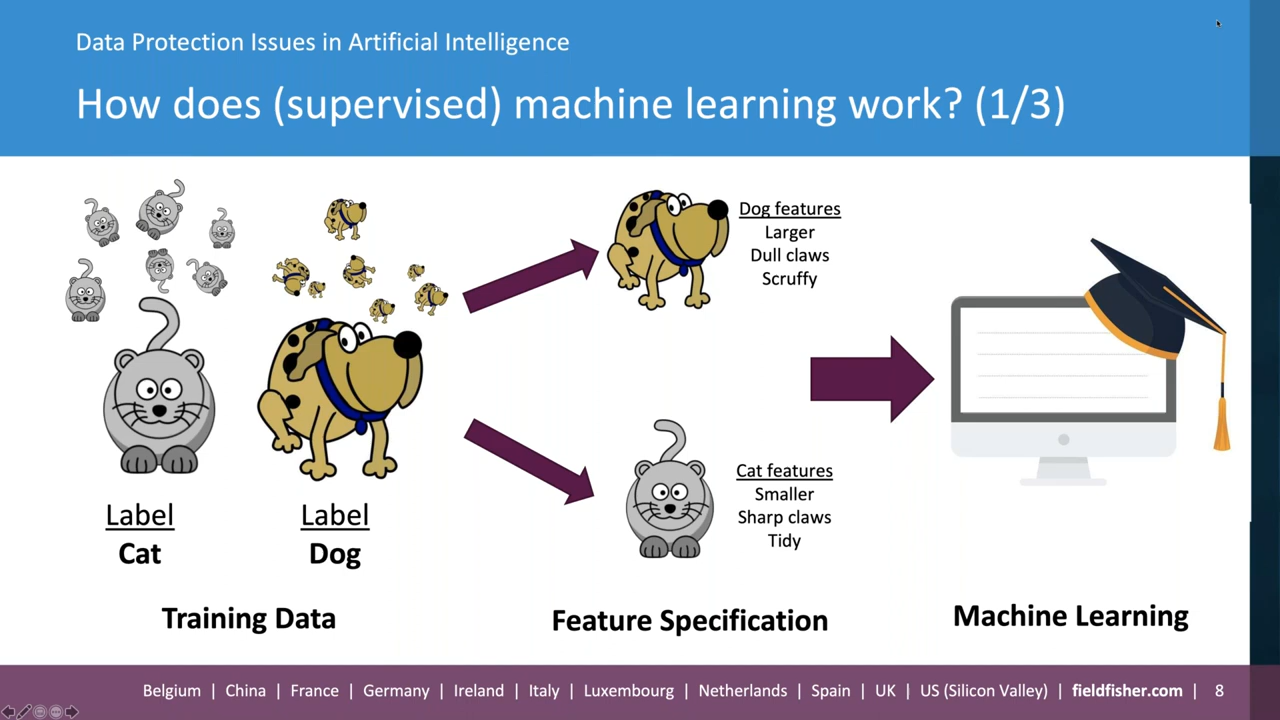 Data Protection Issues in Artificial Intelligence
How does (supervised) machine learning work? (1/3)
Dog features
Larger
Dull claws
Scruffy
Cat features
Smaller
Sharp claws
Tidy
Label
Cat
Label
Dog
Training Data
Feature Specification
Machine Learning
Belgium | China | France | Germany | Ireland | Italy | Luxembourg | Netherlands | Spain | UK | US (Silicon Valley) | fieldfisher.com | 8